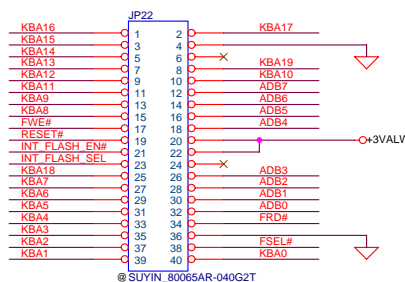 JP22
KBA16 1 2 KBA17
KBA15 3 4
KBA14 5 6
KBA13 7 8 KBA19
KBA12 9 10 KBA10
KBA11 11 12 ADB7
KBA9 13 14 ADB6
KBA8 15 16 ADB5
FWE# 17 18 ADB4
RESET# 19 20 +3VALW
INT_FLASH_EN# 21 22
INT_FLASH_SEL 23 24
KBA18 25 26 ADB3
KBA7 27 28 ADB2
KBA6 29 30 ADB1
KBA5 31 32 ADB0
KBA4 33 34 FRD#
KBA3 35 36
KBA2 37 38 FSEL#
KBA1 39 40 KBA0
@SUYIN_80065AR-040G2T